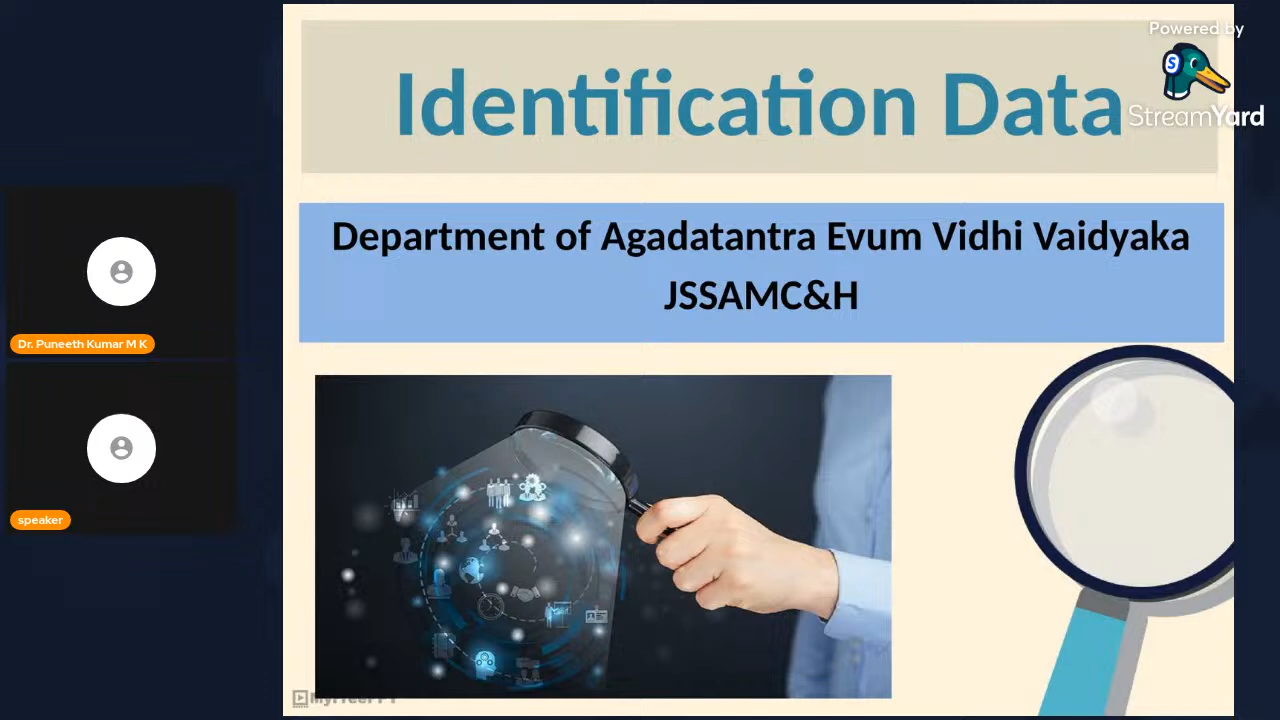 Powered by
StreamYard
Identification Data
Department of Agadatantra Evum Vidhi Vaidyaka
JSSAMC&H
Dr. Puneeth Kumar M K
speaker